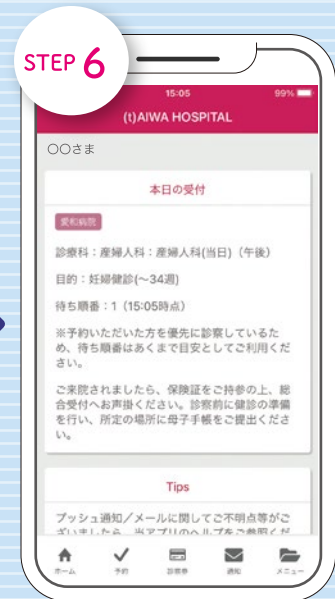 STEP 6
15:05
99%
(t)AIWA HOSPITAL
〇〇さま
本日の受付
愛和病院
診療科：産婦人科：産婦人科(当日)（午後）
目的：妊婦健診(～34週)
待ち順番：1（15:05時点）
※予約いただいた方を優先に診察しているた
め、待ち順番はあくまで目安としてご利用くだ
さい。
ご来院されましたら、保険証をご持参の上、総
合受付へお声掛ください。診察前に健診の準備
を行い、所定の場所に母子手帳をご提出くださ
い。
Tips
プッシュ通知／メールに関してご不明点等がご
ざいましたら、当アプリのヘルプをご参照くだ
ホーム
予約
診察券
通知
メニュー